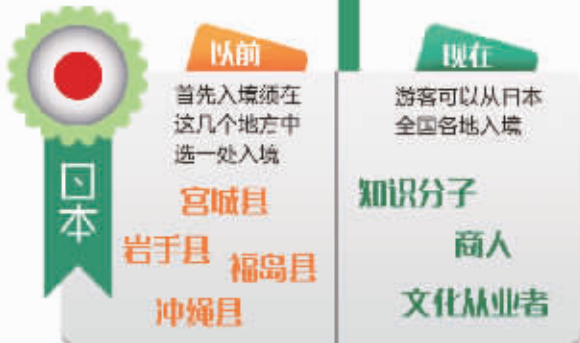 日本
以前
首先入境须在
这几个地方中
选一处入境
宫城县
岩手县
福岛县
冲绳县
现在
游客可以从日本
全国各地入境
知识分子
商人
文化从业者